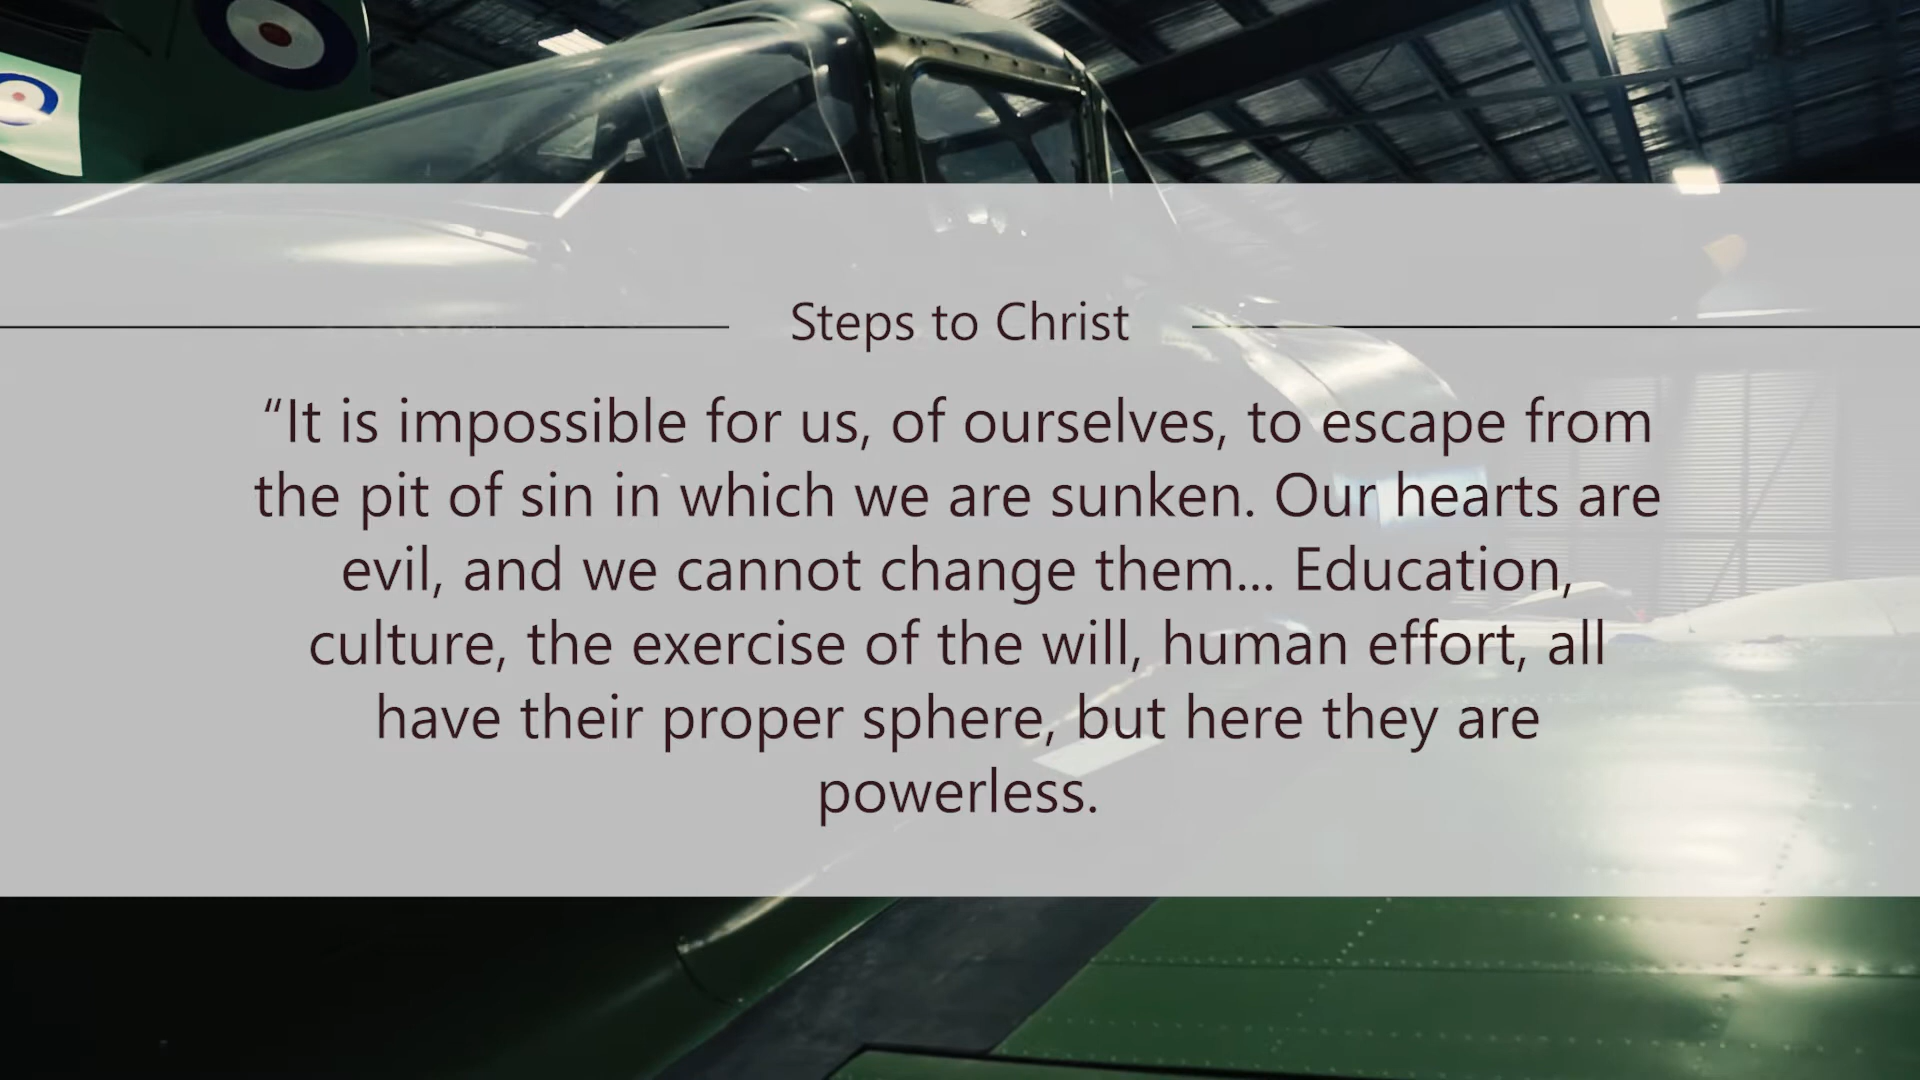 Steps to Christ
“It is impossible for us, of ourselves, to escape from
the pit of sin in which we are sunken. Our hearts are
evil, and we cannot change them... Education,
culture, the exercise of the will, human effort, all
have their proper sphere, but here they are
powerless.